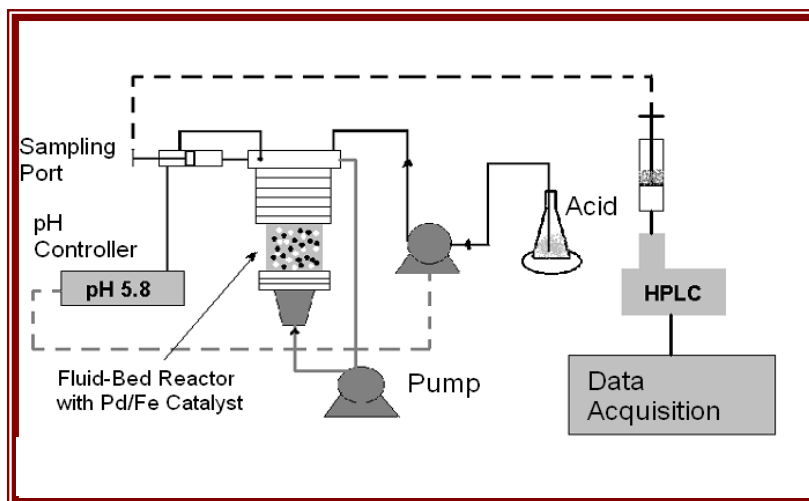 Sampling
Port
pH
Controller
pH 5.8
Acid
HPLC
Fluid-Bed Reactor
with Pd/Fe Catalyst
Pump
Data
Acquisition